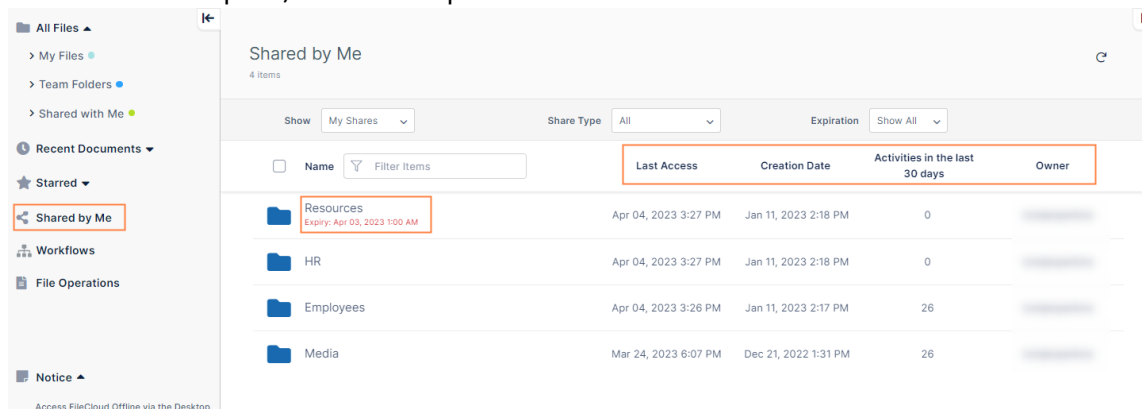 All Files
My Files
Team Folders
Shared with Me
Recent Documents
Starred
Shared by Me
Workflows
File Operations
Notice
Access FileCloud Offline via the Desktop
Shared by Me
4 items
Show My Shares Share Type All Expiration Show All
Name Filter Items Last Access Creation Date Activities in the last 30 days Owner
Resources Apr 04, 2023 3:27 PM Jan 11, 2023 2:18 PM 0
Expiry: Apr 03, 2023 1:00 AM
HR Apr 04, 2023 3:27 PM Jan 11, 2023 2:18 PM 0
Employees Apr 04, 2023 3:26 PM Jan 11, 2023 2:17 PM 26
Media Mar 24, 2023 6:07 PM Dec 21, 2022 1:31 PM 26